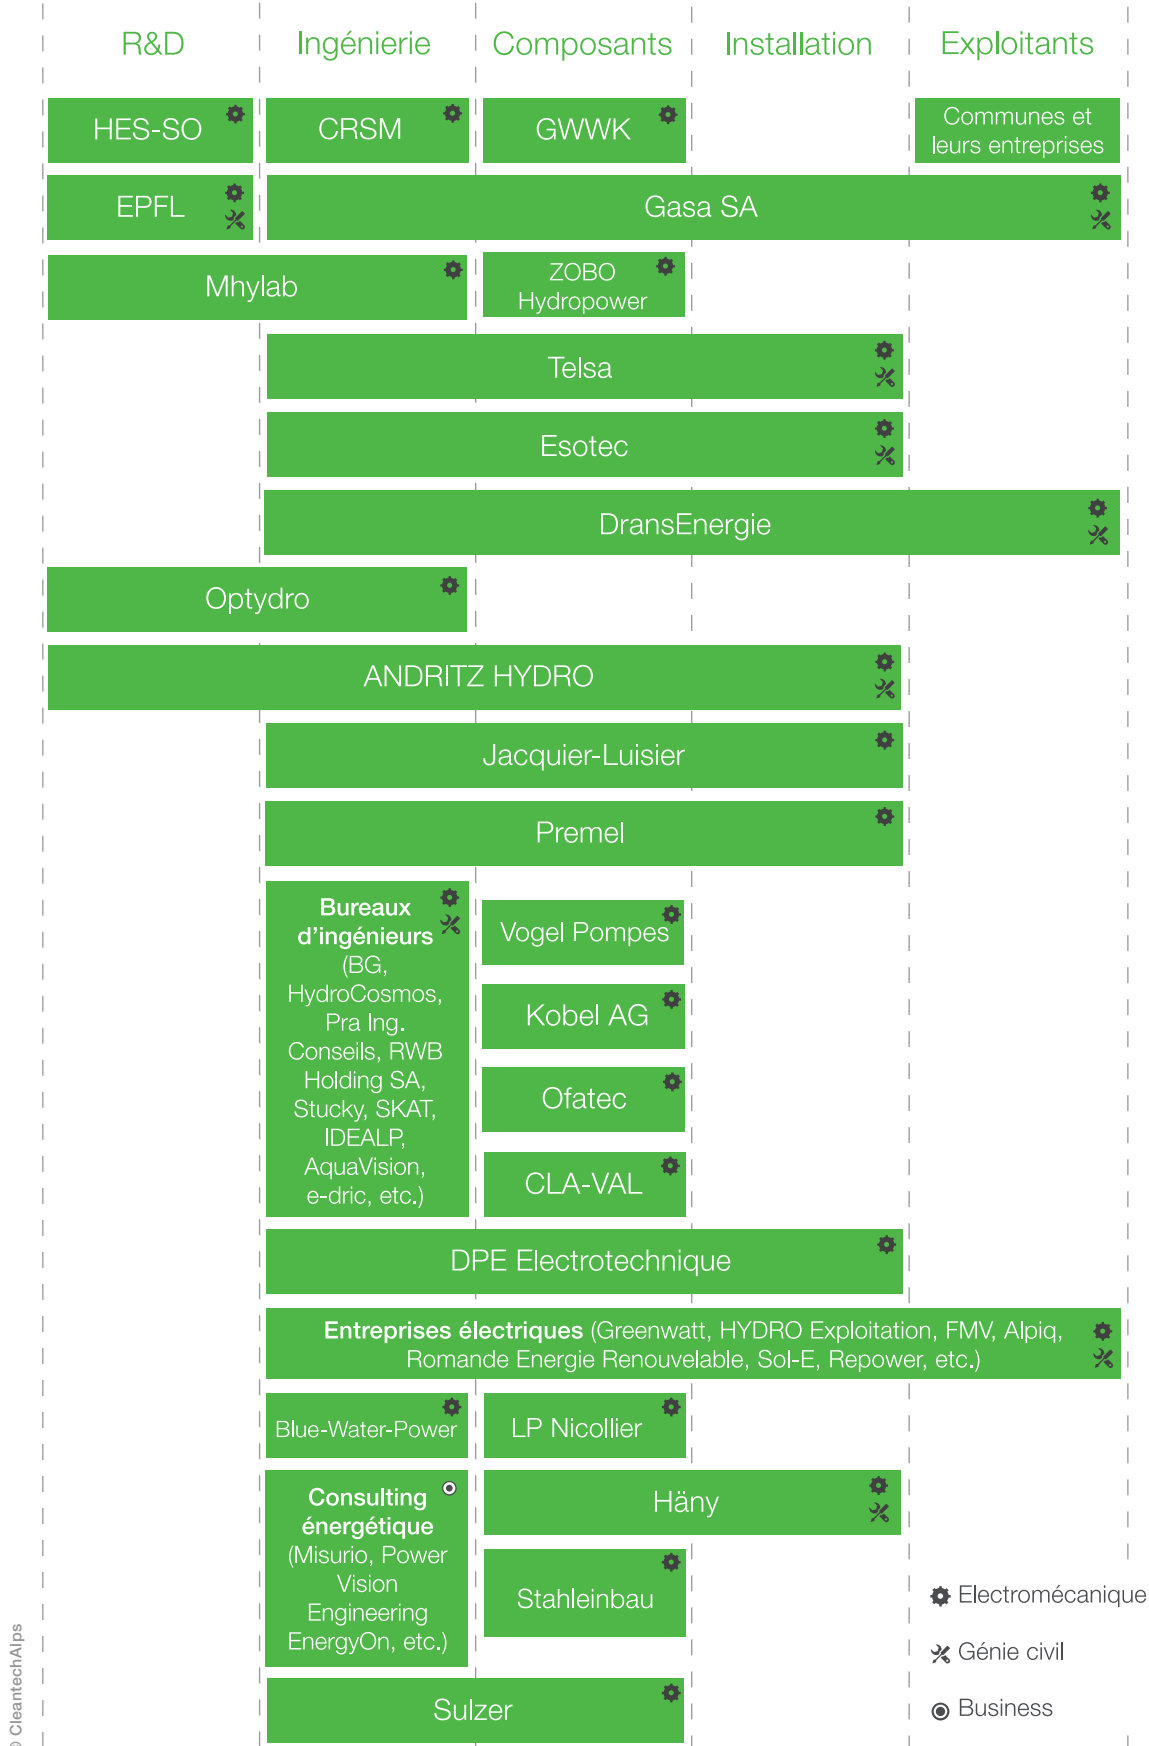 R&D
Ingénierie
Composants
Installation
Exploitants
HES-SO
CRSM
GWWK
Communes et
leurs entreprises
EPFL
Gasa SA
Mhylab
ZOBO
Hydropower
Telsa
Esotec
DransEnergie
Optydro
ANDRITZ HYDRO
Jacquier-Luisier
Premel
Bureaux
d'ingénieurs
(BG,
HydroCosmos,
Pra Ing.
Conseils, RWB
Holding SA,
Stucky, SKAT,
IDEALP,
AquaVision,
e-dric, etc.)
Vogel Pompes
Kobel AG
Ofatec
CLA-VAL
DPE Electrotechnique
Entreprises électriques (Greenwatt, HYDRO Exploitation, FMV, Alpiq,
Romande Energie Renouvelable, Sol-E, Repower, etc.)
Blue-Water-Power
LP Nicollier
Consulting
énergétique
(Misurio, Power
Vision
Engineering
EnergyOn, etc.)
Häny
Stahleinbau
Sulzer
Electromécanique
Génie civil
Business
© CleantechAlps